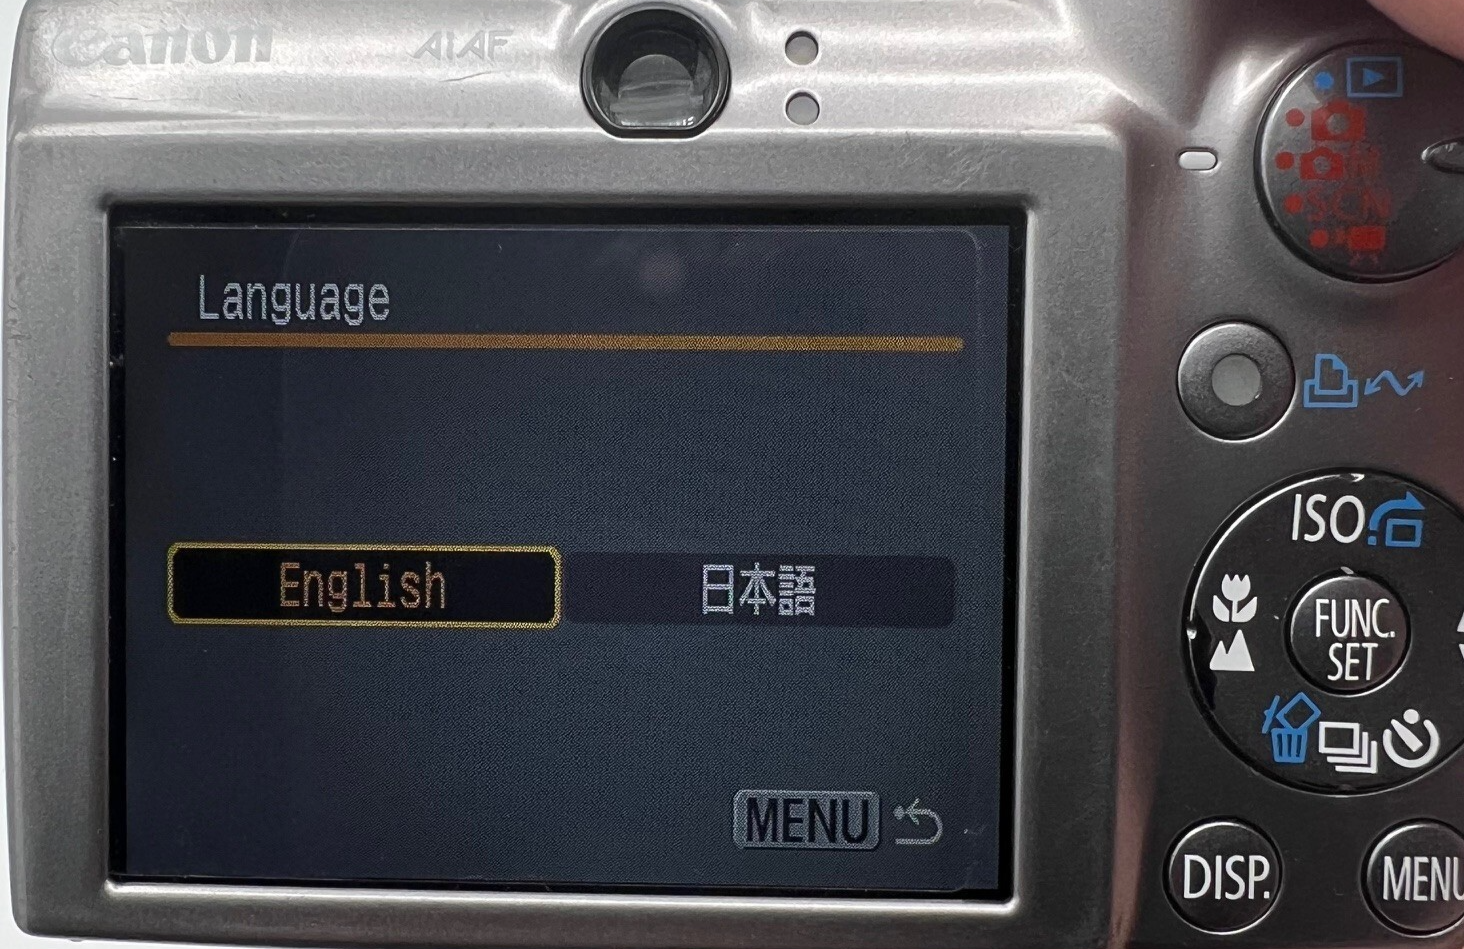 Canon
AiAF
SCN
Language
ISO
English
日本語
FUNC.
SET
MENU
DISP.
MENU